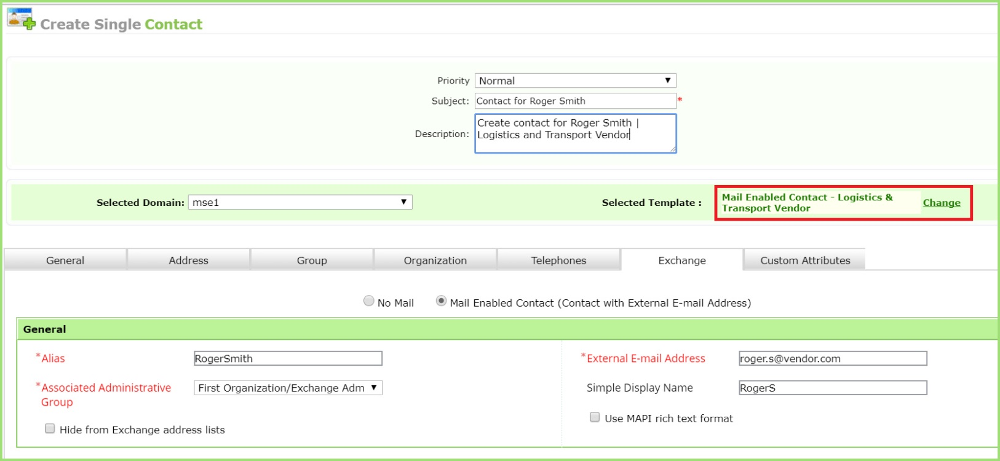 Create Single Contact
Priority Normal
Subject: Contact for Roger Smith *
Description: Create contact for Roger Smith |
Logistics and Transport Vendor
Selected Domain: mse1
Selected Template : Mail Enabled Contact - Logistics & Transport Vendor Change
General Address Group Organization Telephones Exchange Custom Attributes
No Mail Mail Enabled Contact (Contact with External E-mail Address)
General
*Alias RogerSmith
*External E-mail Address roger.s@vendor.com
*Associated Administrative Group First Organization/Exchange Adm
Simple Display Name RogerS
Use MAPI rich text format
Hide from Exchange address lists